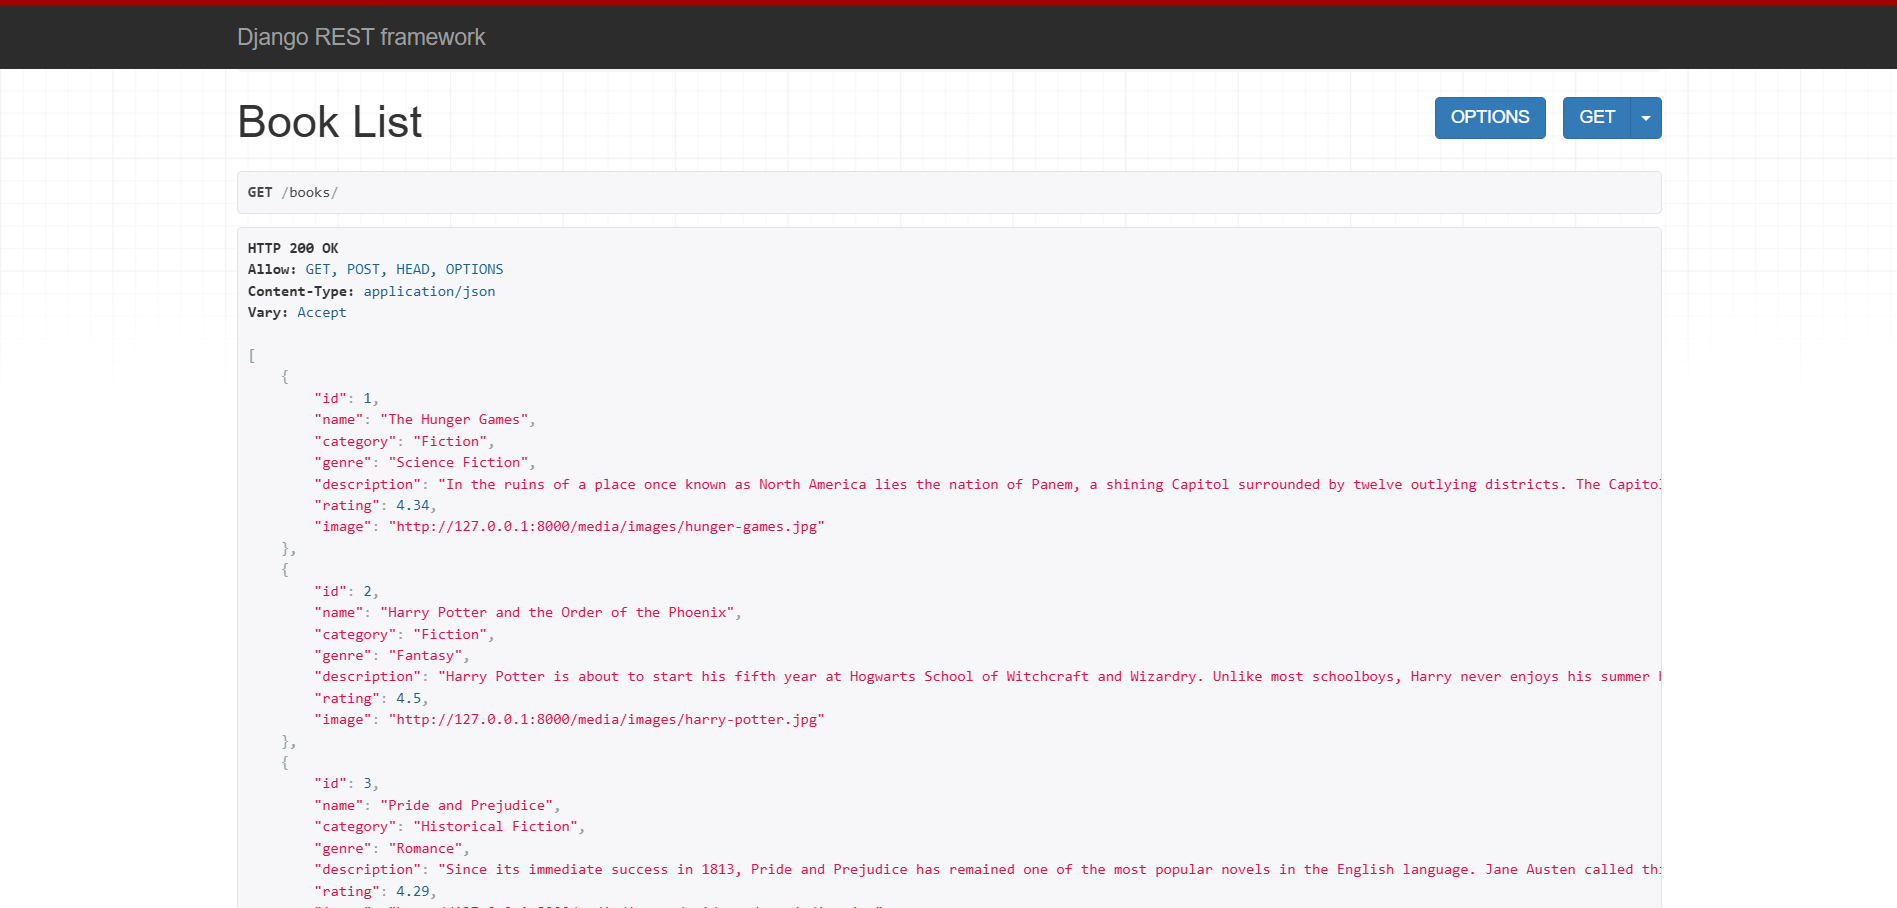 Django REST framework
Book List
OPTIONS
GET
GET /books/
HTTP 200 OK
Allow: GET, POST, HEAD, OPTIONS
Content-Type: application/json
Vary: Accept
[
{
"id": 1,
"name": "The Hunger Games",
"category": "Fiction",
"genre": "Science Fiction",
"description": "In the ruins of a place once known as North America lies the nation of Panem, a shining Capitol surrounded by twelve outlying districts. The Capitol
"rating": 4.34,
"image": "http://127.0.0.1:8000/media/images/hunger-games.jpg"
},
{
"id": 2,
"name": "Harry Potter and the Order of the Phoenix",
"category": "Fiction",
"genre": "Fantasy",
"description": "Harry Potter is about to start his fifth year at Hogwarts School of Witchcraft and Wizardry. Unlike most schoolboys, Harry never enjoys his summer
"rating": 4.5,
"image": "http://127.0.0.1:8000/media/images/harry-potter.jpg"
},
{
"id": 3,
"name": "Pride and Prejudice",
"category": "Historical Fiction",
"genre": "Romance",
"description": "Since its immediate success in 1813, Pride and Prejudice has remained one of the most popular novels in the English language. Jane Austen called
"rating": 4.29,